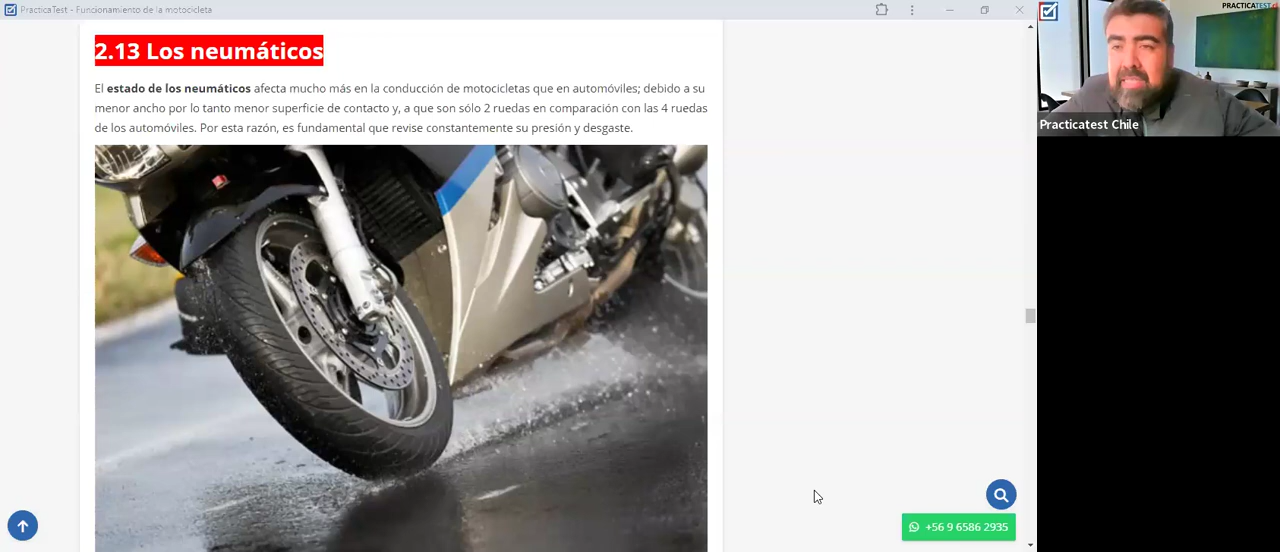 PracticaTest - Funcionamiento de la motocicleta
PRACTICATEST.cl
2.13 Los neumáticos
El estado de los neumáticos afecta mucho más en la conducción de motocicletas que en automóviles; debido a su
menor ancho por lo tanto menor superficie de contacto y, a que son sólo 2 ruedas en comparación con las 4 ruedas
de los automóviles. Por esta razón, es fundamental que revise constantemente su presión y desgaste.
Practicatest Chile
+56 9 6586 2935